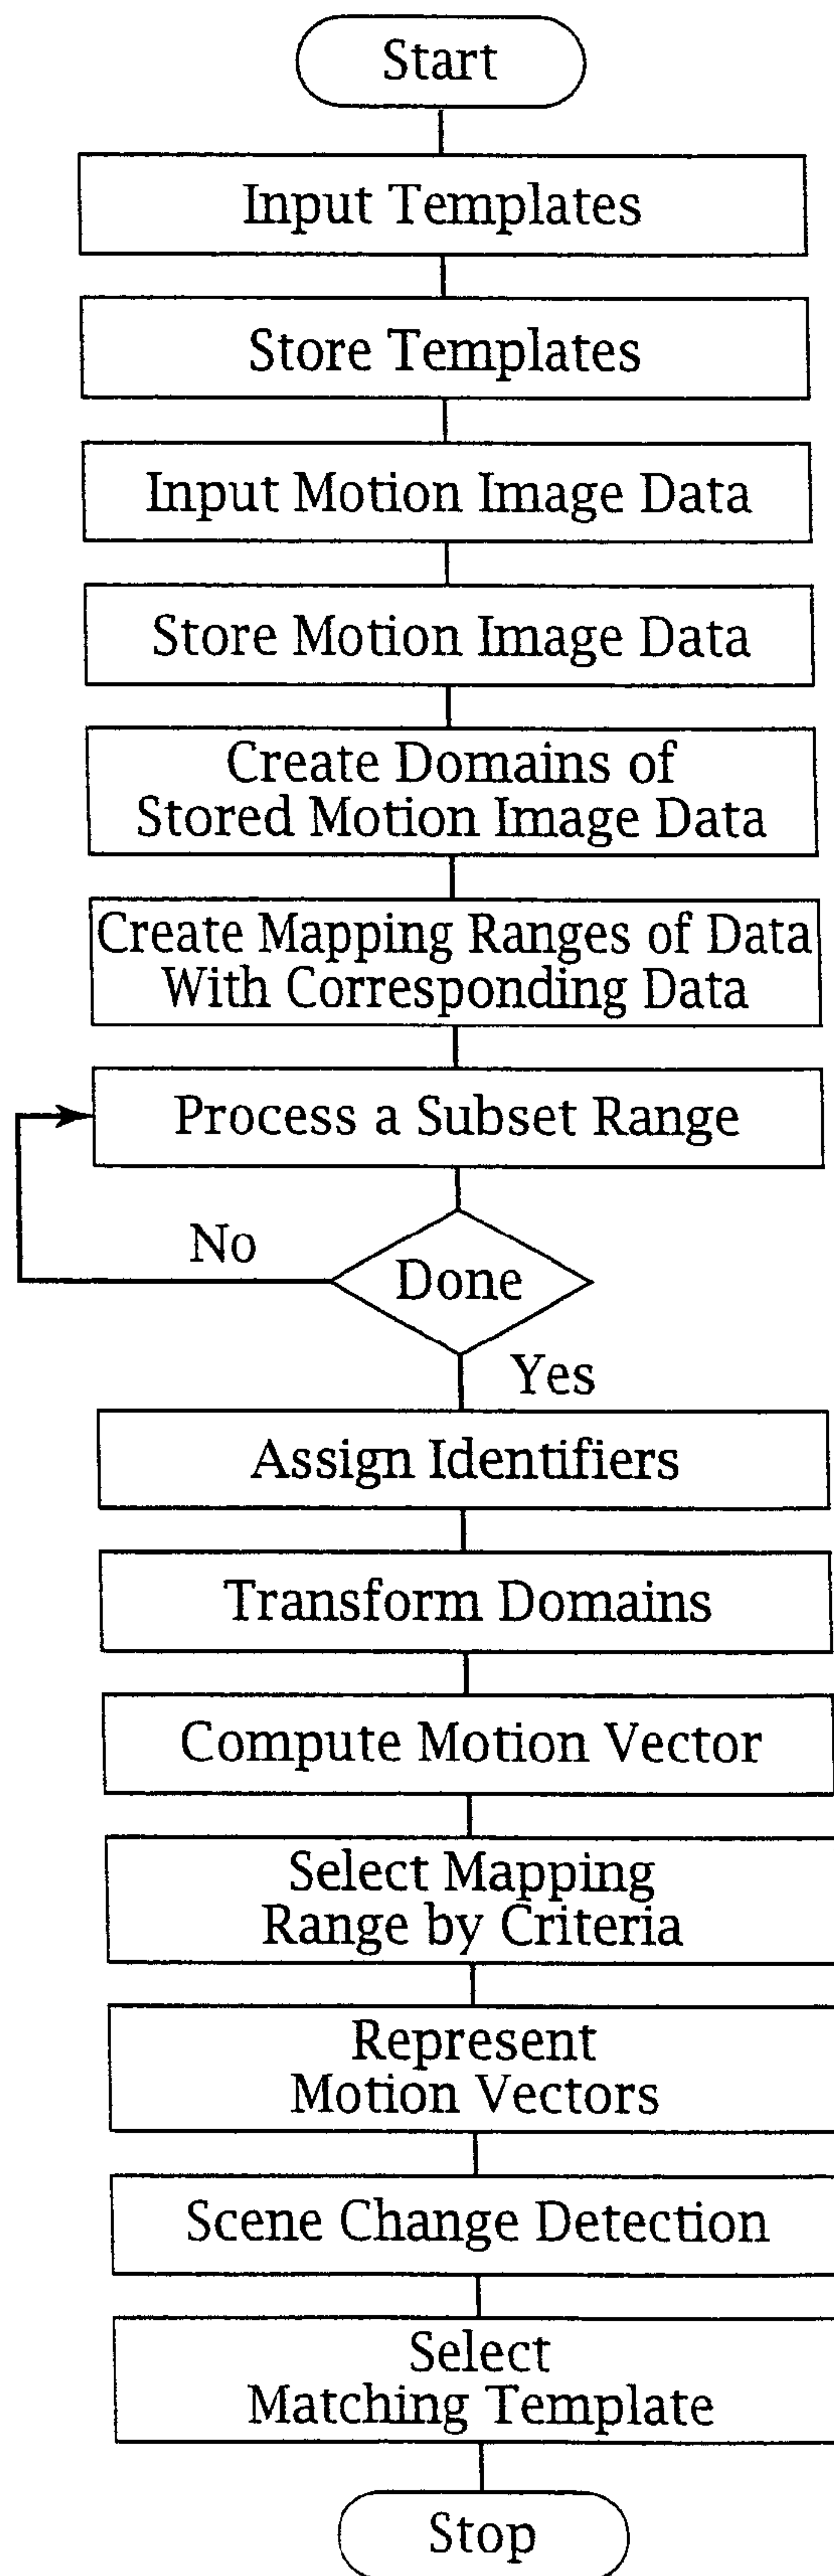 Start
Input Templates
Store Templates
Input Motion Image Data
Store Motion Image Data
Create Domains of
Stored Motion Image Data
Create Mapping Ranges of Data
With Corresponding Data
Process a Subset Range
No
Done
Yes
Assign Identifiers
Transform Domains
Compute Motion Vector
Select Mapping
Range by Criteria
Represent
Motion Vectors
Scene Change Detection
Select
Matching Template
Stop